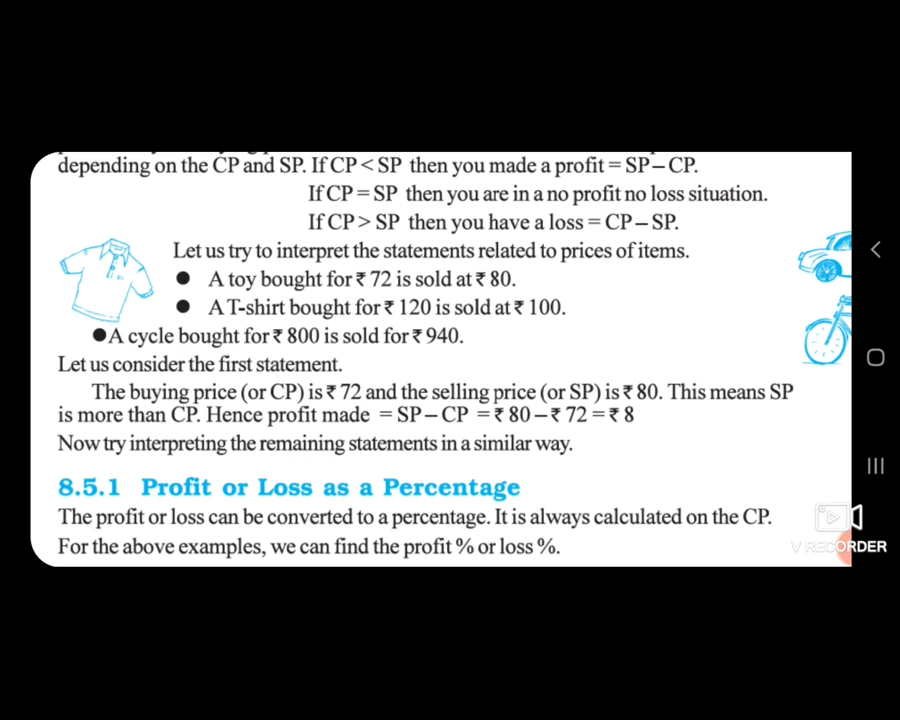 depending on the CP and SP. If CP < SP then you made a profit = SP – CP.
If CP = SP then you are in a no profit no loss situation.
If CP > SP then you have a loss = CP – SP.
Let us try to interpret the statements related to prices of items.
● A toy bought for ₹ 72 is sold at ₹ 80.
● A T-shirt bought for ₹ 120 is sold at ₹ 100.
● A cycle bought for ₹ 800 is sold for ₹ 940.
Let us consider the first statement.
The buying price (or CP) is ₹ 72 and the selling price (or SP) is ₹ 80. This means SP
is more than CP. Hence profit made = SP – CP = ₹ 80 – ₹ 72 = ₹ 8
Now try interpreting the remaining statements in a similar way.
8.5.1 Profit or Loss as a Percentage
The profit or loss can be converted to a percentage. It is always calculated on the CP.
For the above examples, we can find the profit % or loss %.
V RECORDER